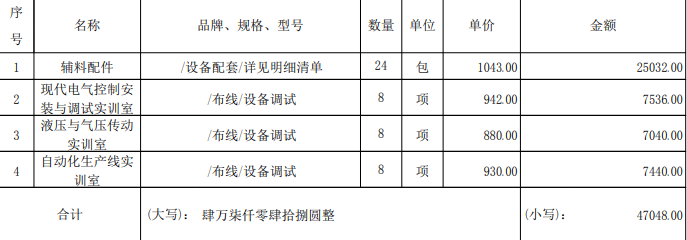 序号 名称 品牌、规格、型号 数量 单位 单价 金额
1 辅料配件 /设备配套/详见明细清单 24 包 1043.00 25032.00
2 现代电气控制安装与调试实训室 /布线/设备调试 8 项 942.00 7536.00
3 液压与气压传动实训室 /布线/设备调试 8 项 880.00 7040.00
4 自动化生产线实训室 /布线/设备调试 8 项 930.00 7440.00
合计 (大写): 肆万柒仟零肆拾捌圆整 (小写): 47048.00